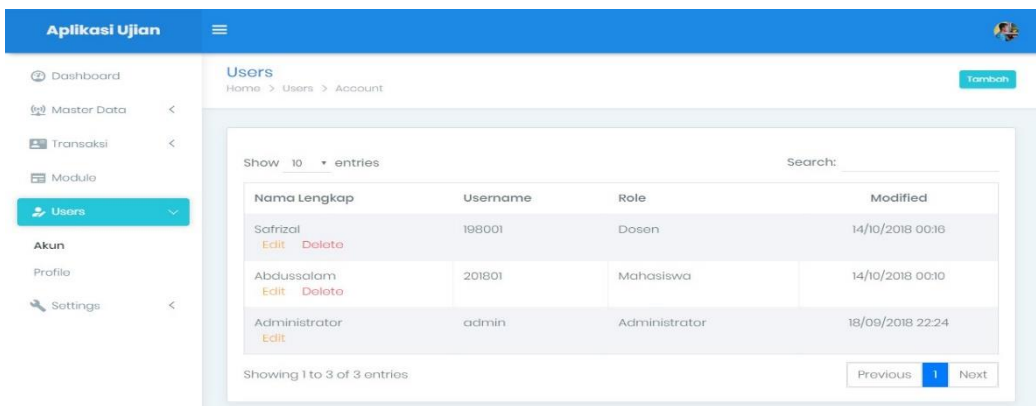 Aplikasi Ujian
Dashboard
Master Data
Transaksi
Module
Users
Akun
Profile
Settings
Users
Home > Users > Account
Tambah
Show 10 entries
Search:
Nama Lengkap Username Role Modified
Safrizal 198001 Dosen 14/10/2018 00:16
Edit Delete
Abdussalam 201801 Mahasiswa 14/10/2018 00:10
Edit Delete
Administrator admin Administrator 18/09/2018 22:24
Edit
Showing 1 to 3 of 3 entries
Previous 1 Next